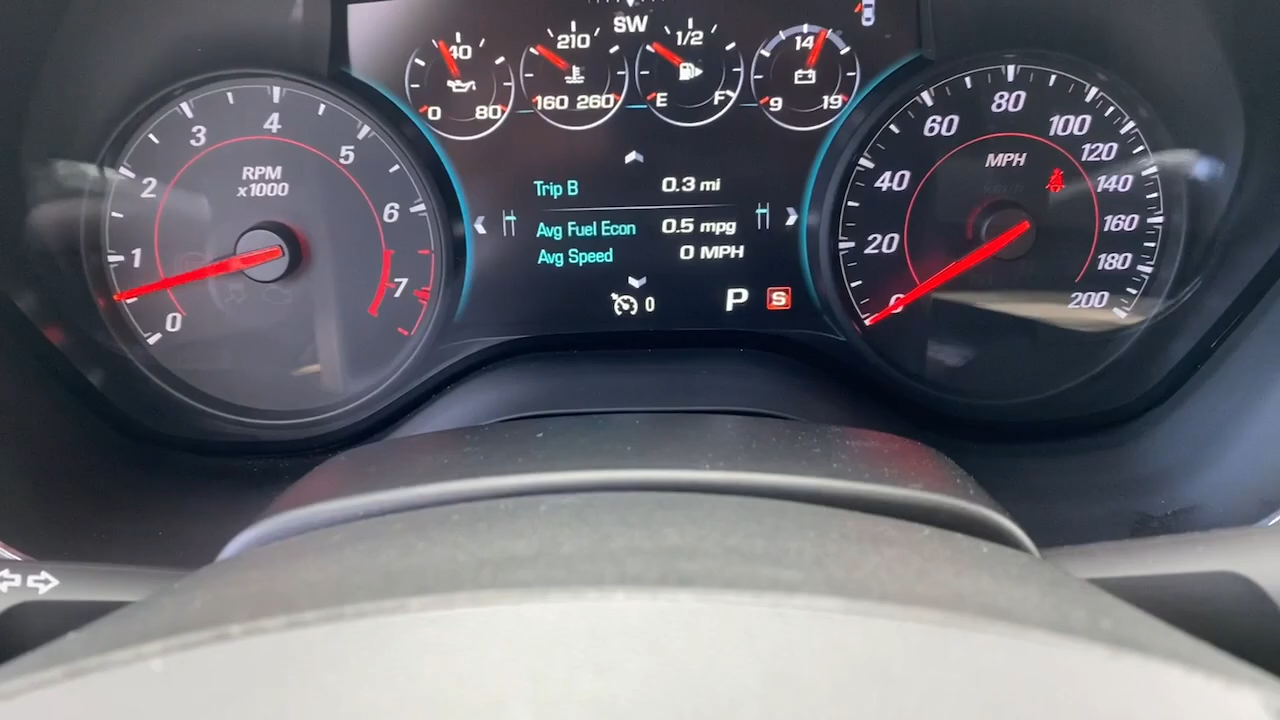 SW
40
0 80
210
160 260
1/2
E F
14
9 19
0 1 2 3 4 5 6 7
RPM
x1000
Trip B 0.3 mi
Avg Fuel Econ 0.5 mpg
Avg Speed 0 MPH
0
P S
0 20 40 60 80 100 120 140 160 180 200
MPH